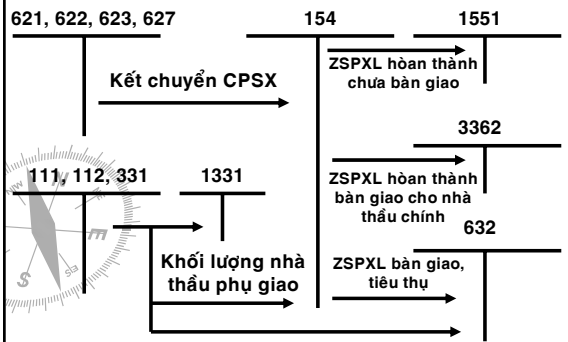 621, 622, 623, 627
154
1551
Kết chuyển CPSX
ZSPXL hòan thành
chưa bàn giao
3362
111, 112, 331
1331
ZSPXL hòan thành
bàn giao cho nhà
thầu chính
632
Khối lượng nhà
thầu phụ giao
ZSPXL bàn giao,
tiêu thụ
N
NW
E
S
SE